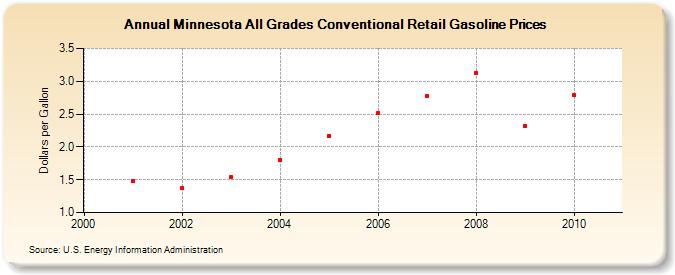 Annual Minnesota All Grades Conventional Retail Gasoline Prices
Dollars per Gallon
3.5
3.0
2.5
2.0
1.5
1.0
2000 2002 2004 2006 2008 2010
Source: U.S. Energy Information Administration